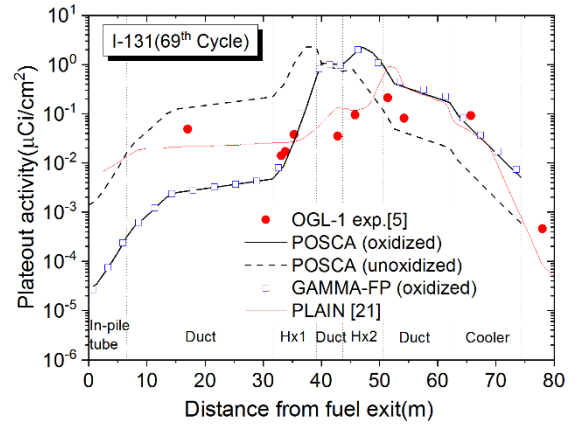 I-131(69th Cycle)
Plateout activity(μCi/cm²)
10¹
10⁰
10⁻¹
10⁻²
10⁻³
10⁻⁴
10⁻⁵
10⁻⁶
OGL-1 exp.[5]
POSCA (oxidized)
POSCA (unoxidized)
GAMMA-FP (oxidized)
PLAIN [21]
In-pile
tube
Duct
Hx1
Duct
Hx2
Duct
Cooler
0 10 20 30 40 50 60 70 80
Distance from fuel exit(m)